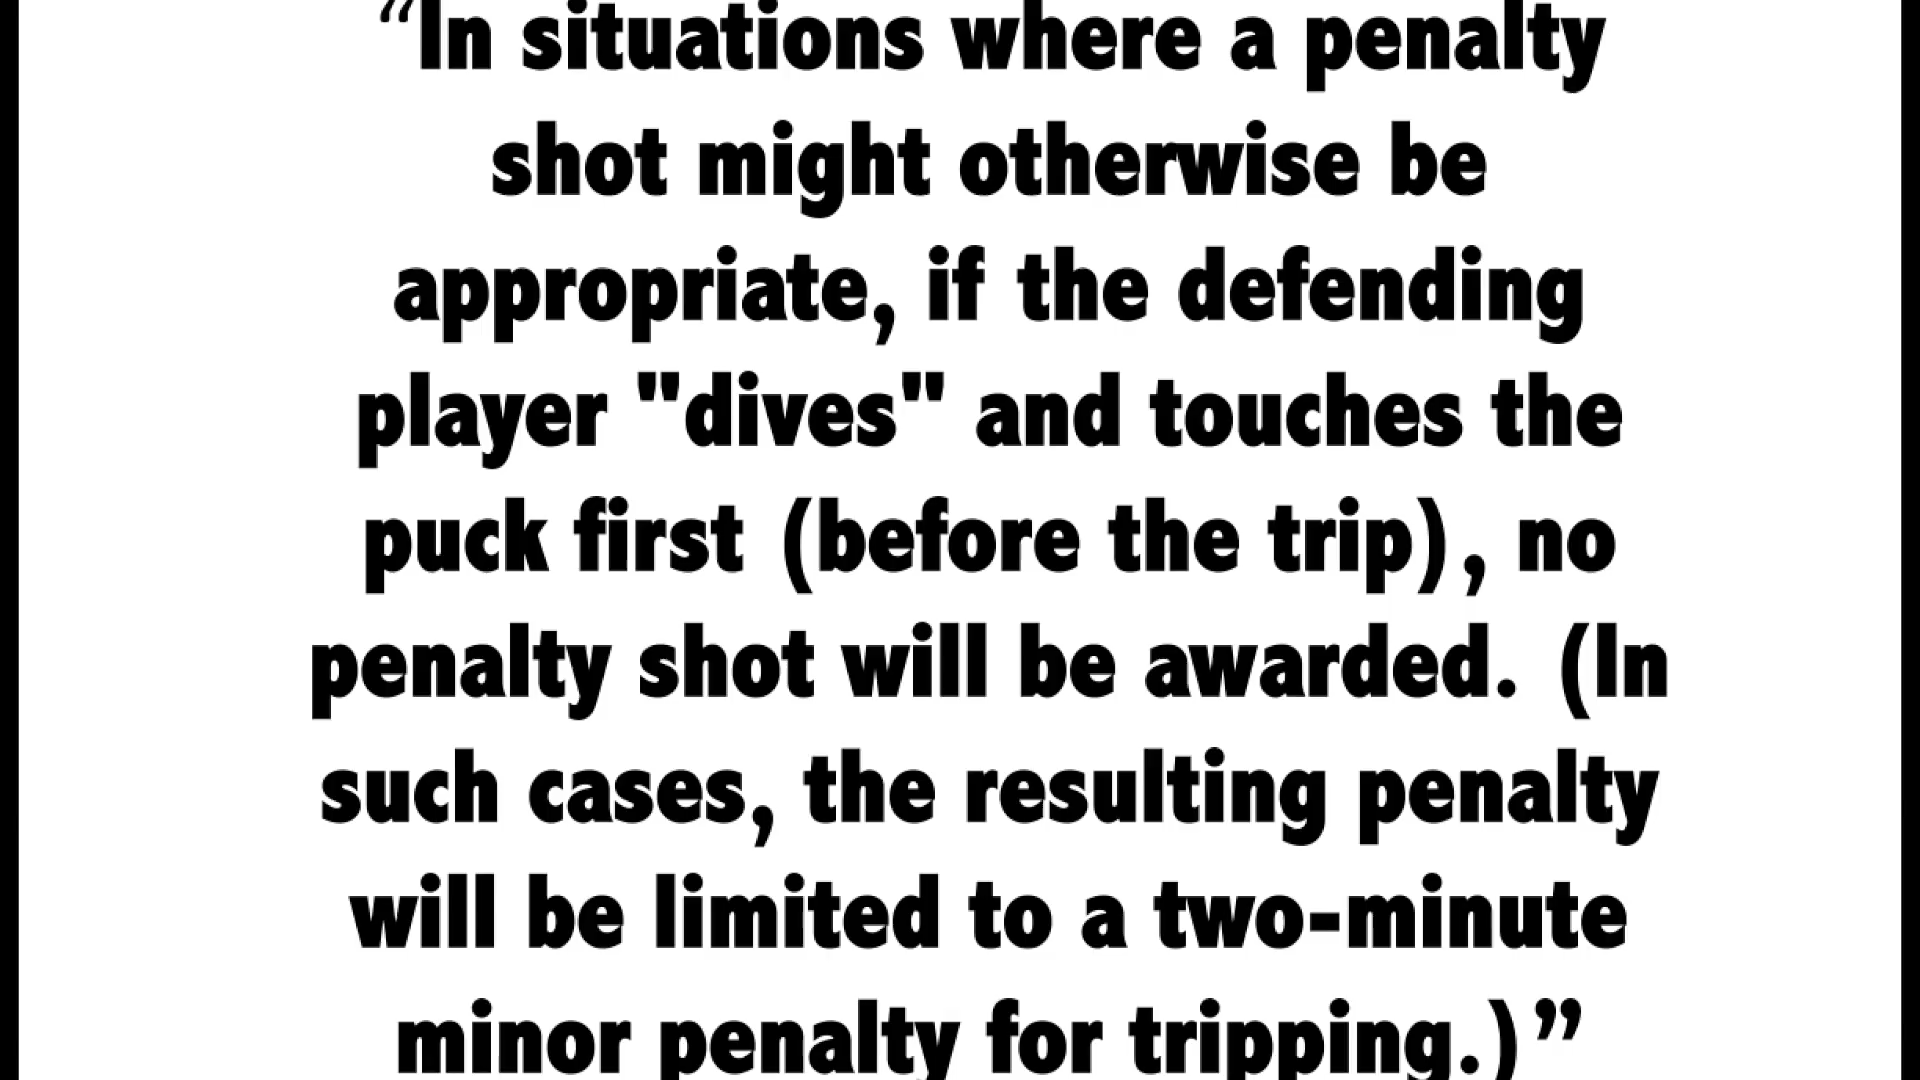 “In situations where a penalty
shot might otherwise be
appropriate, if the defending
player "dives" and touches the
puck first (before the trip), no
penalty shot will be awarded. (In
such cases, the resulting penalty
will be limited to a two-minute
minor penalty for tripping.)”